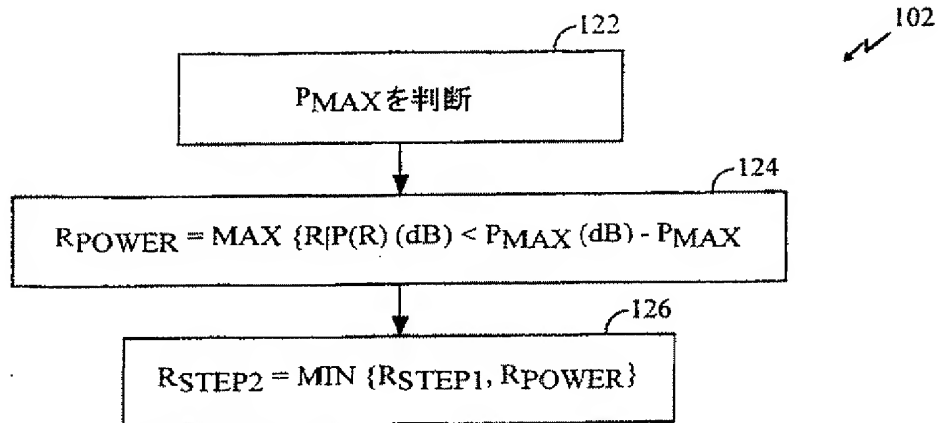 102
122
PMAXを判断
124
RPOWER = MAX {R|P(R) (dB) < PMAX (dB) - PMAX
126
RSTEP2 = MIN {RSTEP1, RPOWER}